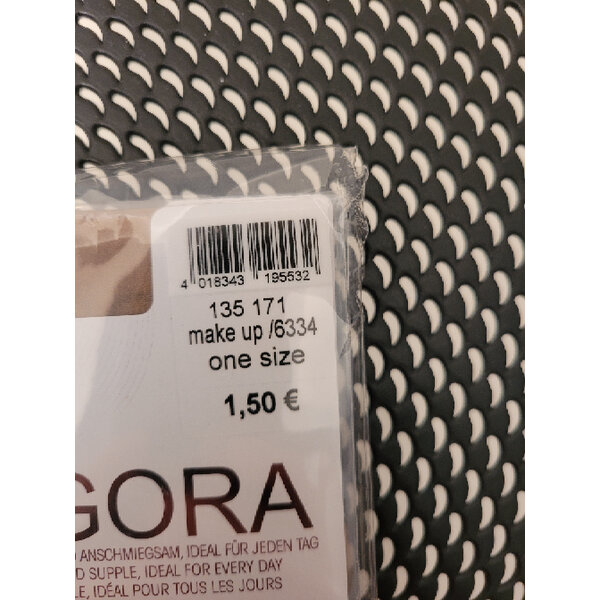 4 018343 195532
135 171
make up /6334
one size
1,50 €
GORA
ANSCHMIEGSAM, IDEAL FÜR JEDEN TAG
SUPPLE, IDEAL FOR EVERY DAY
IDÉAL POUR TOUS LES JOURS